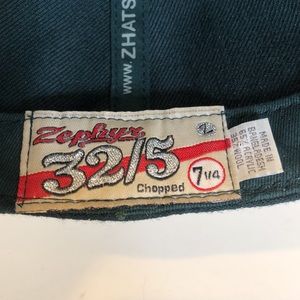 www.ZHATS
Zephyr
Z
32/5
Chopped
7 1/4
MADE IN
BANGLADESH
65% ACRYLIC
35% WOOL